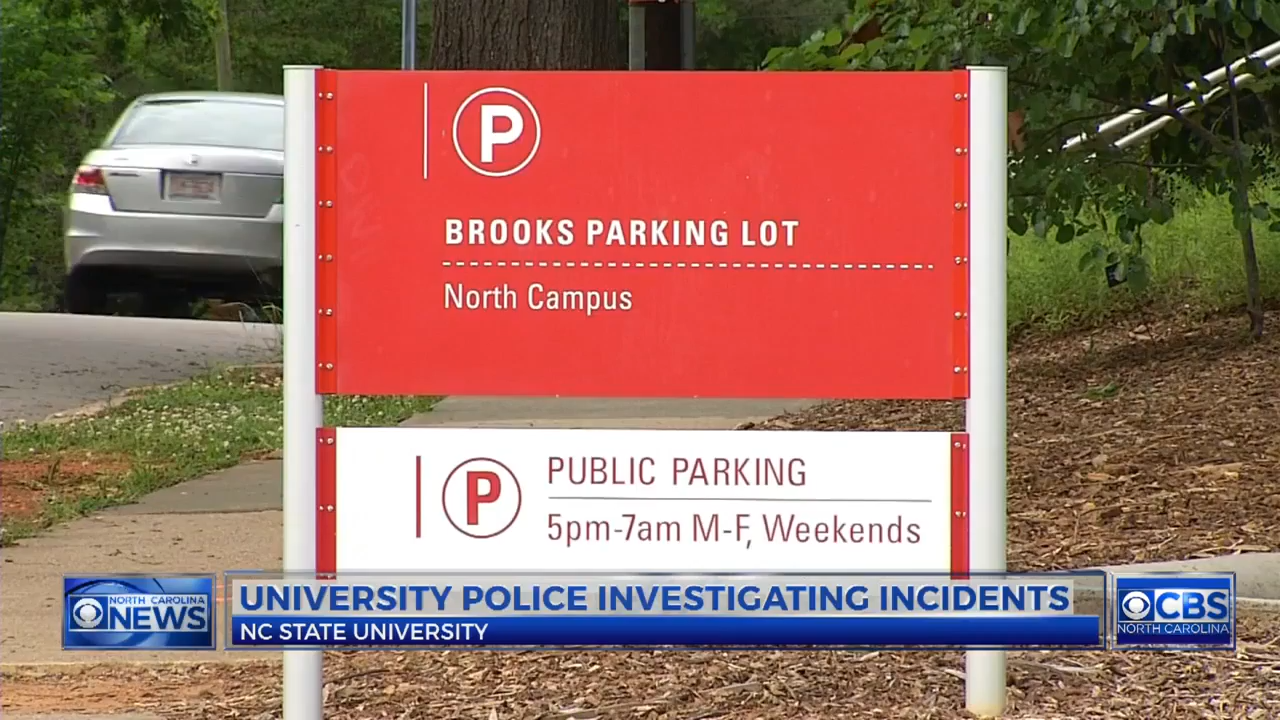 P
BROOKS PARKING LOT
North Campus
P
PUBLIC PARKING
5pm-7am M-F, Weekends
NORTH CAROLINA
NEWS
UNIVERSITY POLICE INVESTIGATING INCIDENTS
NC STATE UNIVERSITY
CBS
NORTH CAROLINA